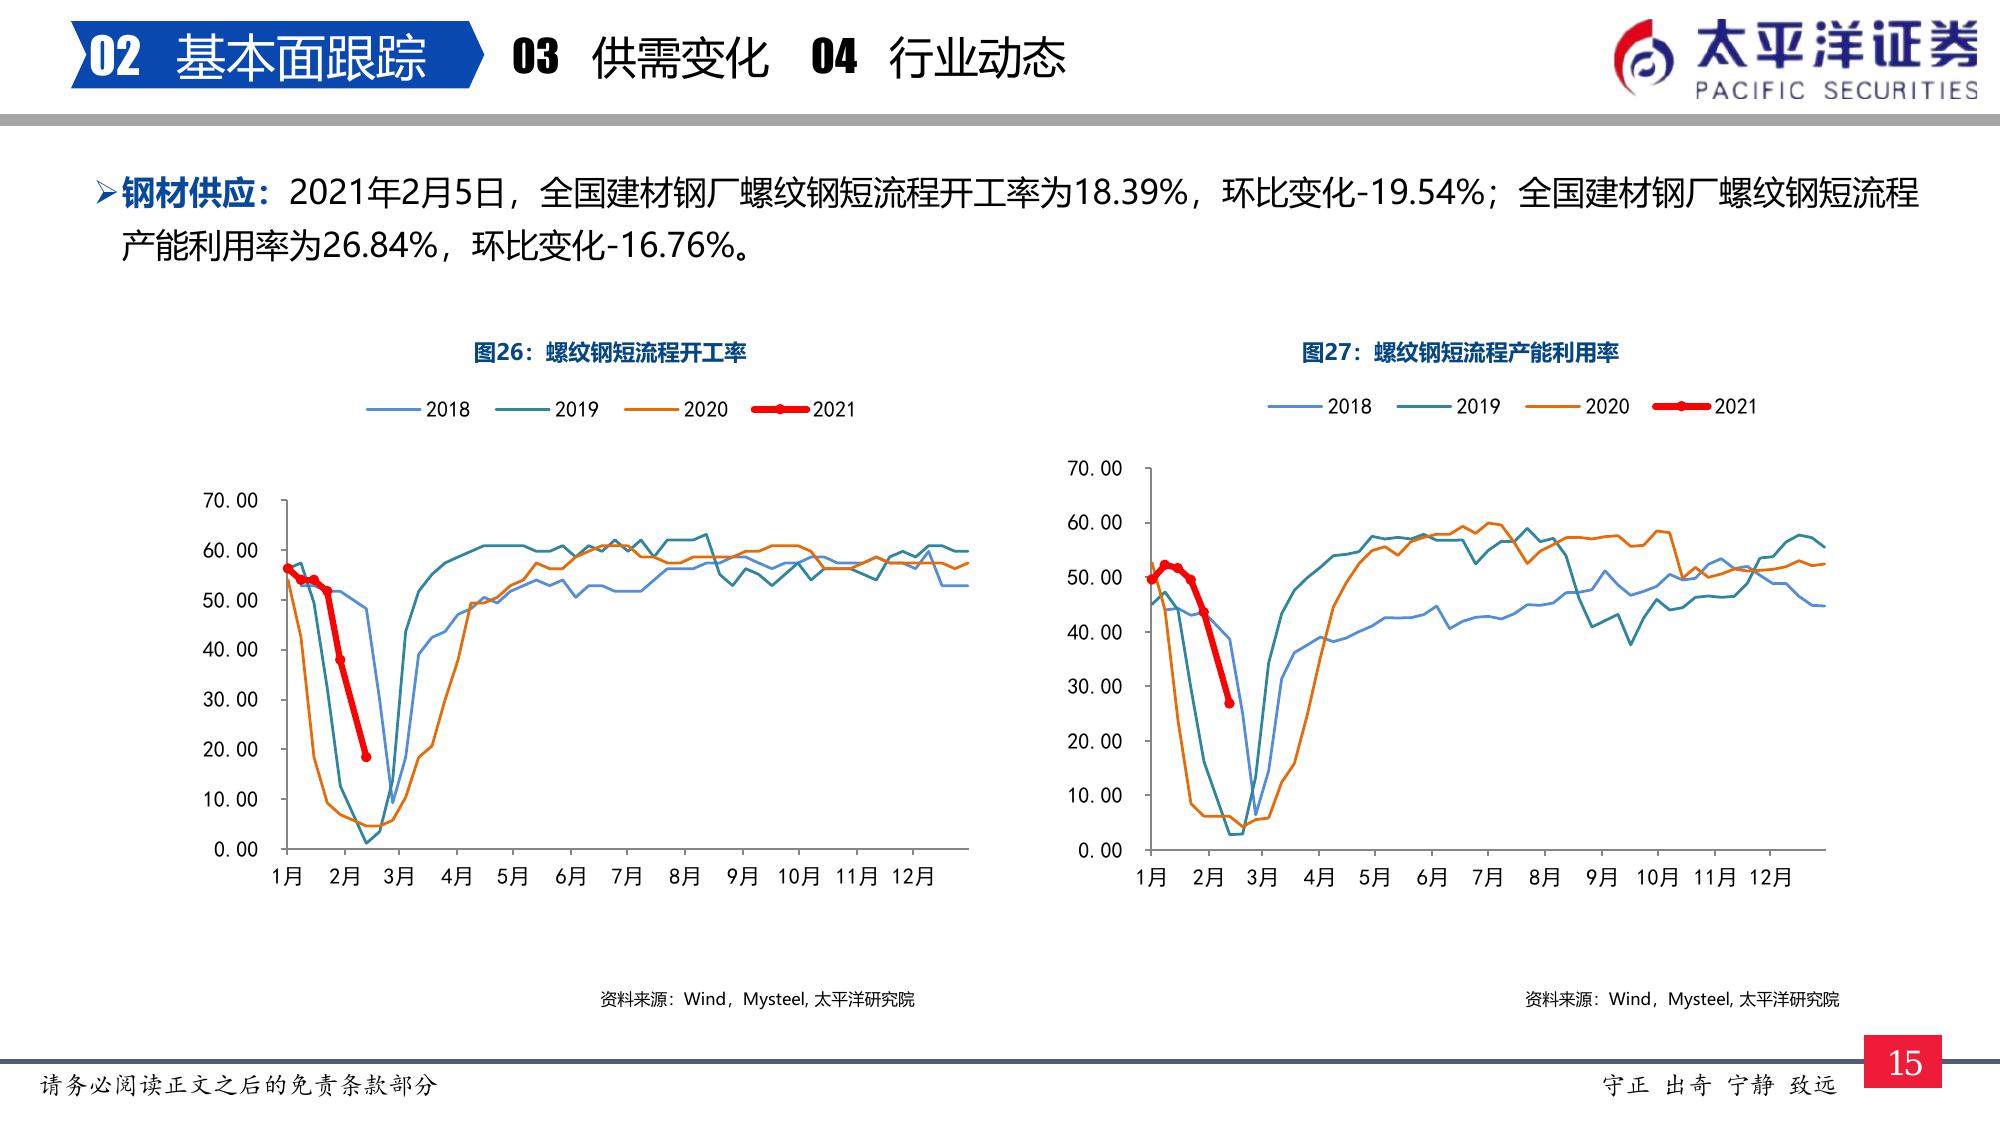 02 基本面跟踪 03 供需变化 04 行业动态
太平洋证券
PACIFIC SECURITIES
➢钢材供应：2021年2月5日，全国建材钢厂螺纹钢短流程开工率为18.39%，环比变化-19.54%；全国建材钢厂螺纹钢短流程
产能利用率为26.84%，环比变化-16.76%。
图26：螺纹钢短流程开工率
2018 2019 2020 2021
70.00
60.00
50.00
40.00
30.00
20.00
10.00
0.00
1月 2月 3月 4月 5月 6月 7月 8月 9月 10月 11月 12月
资料来源：Wind，Mysteel, 太平洋研究院
图27：螺纹钢短流程产能利用率
2018 2019 2020 2021
70.00
60.00
50.00
40.00
30.00
20.00
10.00
0.00
1月 2月 3月 4月 5月 6月 7月 8月 9月 10月 11月 12月
资料来源：Wind，Mysteel, 太平洋研究院
请务必阅读正文之后的免责条款部分
守正 出奇 宁静 致远
15